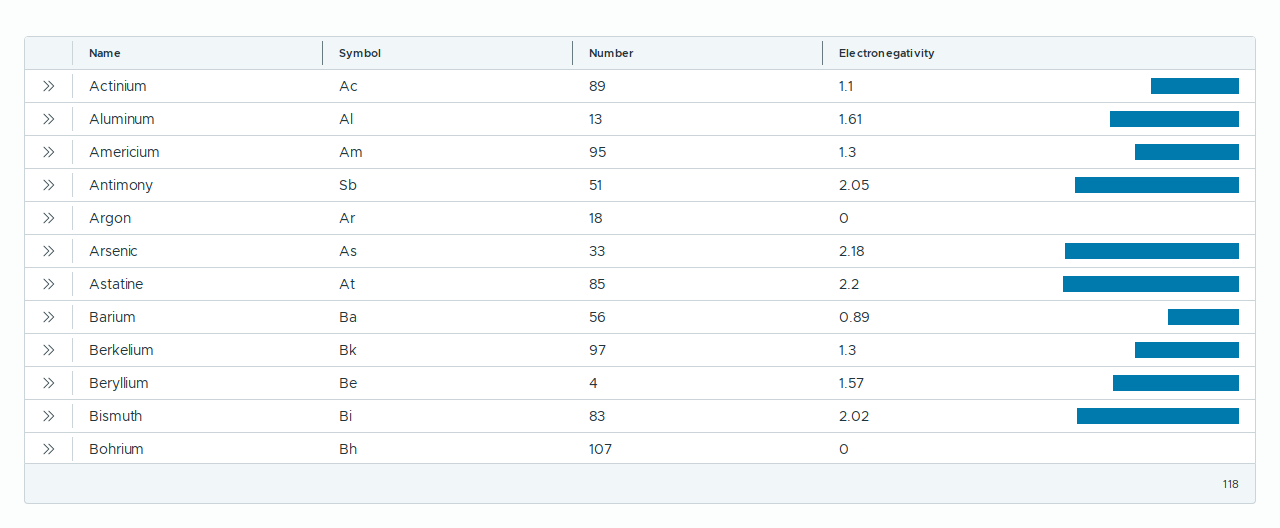 Name Symbol Number Electronegativity
Actinium Ac 89 1.1
Aluminum Al 13 1.61
Americium Am 95 1.3
Antimony Sb 51 2.05
Argon Ar 18 0
Arsenic As 33 2.18
Astatine At 85 2.2
Barium Ba 56 0.89
Berkelium Bk 97 1.3
Beryllium Be 4 1.57
Bismuth Bi 83 2.02
Bohrium Bh 107 0
118